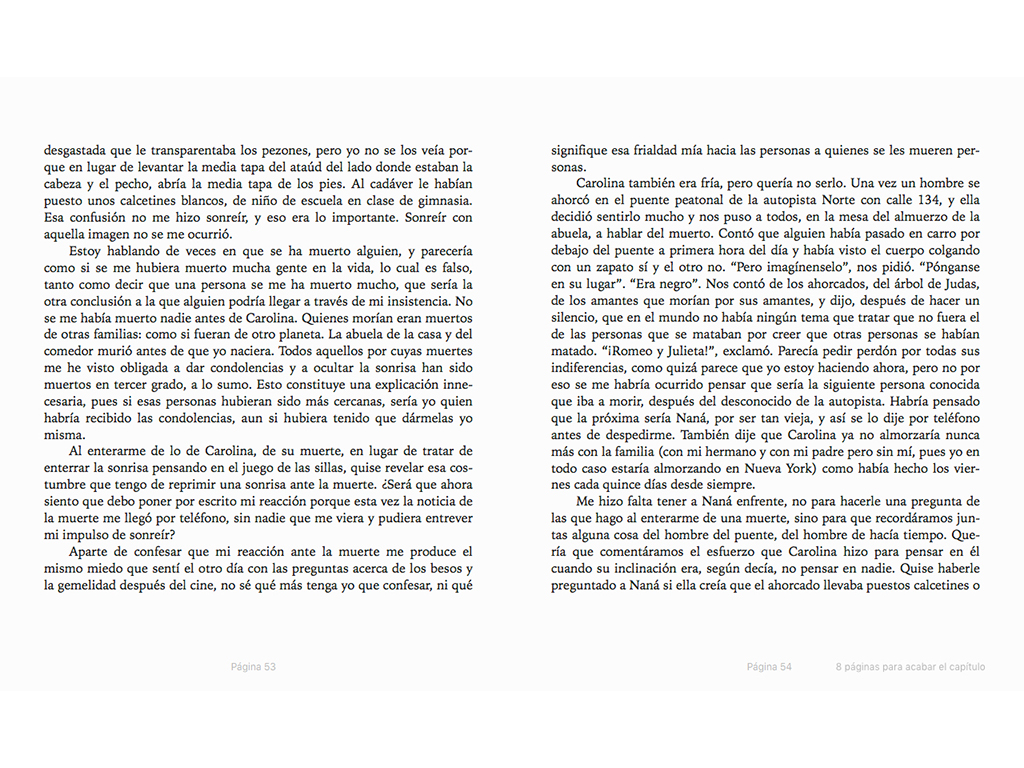 desgastada que le transparentaba los pezones, pero yo no se los veía por-
que en lugar de levantar la media tapa del ataúd del lado donde estaban la
cabeza y el pecho, abría la media tapa de los pies. Al cadáver le habían
puesto unos calcetines blancos, de niño de escuela en clase de gimnasia.
Esa confusión no me hizo sonreír, y eso era lo importante. Sonreír con
aquella imagen no se me ocurrió.
Estoy hablando de veces en que se ha muerto alguien, y parecería
como si se me hubiera muerto mucha gente en la vida, lo cual es falso,
tanto como decir que una persona se me ha muerto mucho, que sería la
otra conclusión a la que alguien podría llegar a través de mi insistencia. No
se me había muerto nadie antes de Carolina. Quienes morían eran muertos
de otras familias: como si fueran de otro planeta. La abuela de la casa y del
comedor murió antes de que yo naciera. Todos aquellos por cuyas muertes
me he visto obligada a dar condolencias y a ocultar la sonrisa han sido
muertos en tercer grado, a lo sumo. Esto constituye una explicación inne-
cesaria, pues si esas personas hubieran sido más cercanas, sería yo quien
habría recibido las condolencias, aun si hubiera tenido que dármelas yo
misma.
Al enterarme de lo de Carolina, de su muerte, en lugar de tratar de
enterrar la sonrisa pensando en el juego de las sillas, quise revelar esa cos-
tumbre que tengo de reprimir una sonrisa ante la muerte. ¿Será que ahora
siento que debo poner por escrito mi reacción porque esta vez la noticia de
la muerte me llegó por teléfono, sin nadie que me viera y pudiera entrever
mi impulso de sonreír?
Aparte de confesar que mi reacción ante la muerte me produce el
mismo miedo que sentí el otro día con las preguntas acerca de los besos y
la gemelidad después del cine, no sé qué más tenga yo que confesar, ni qué
Página 53
signifique esa frialdad mía hacia las personas a quienes se les mueren per-
sonas.
Carolina también era fría, pero quería no serlo. Una vez un hombre se
ahorcó en el puente peatonal de la autopista Norte con calle 134, y ella
decidió sentirlo mucho y nos puso a todos, en la mesa del almuerzo de la
abuela, a hablar del muerto. Contó que alguien había pasado en carro por
debajo del puente a primera hora del día y había visto el cuerpo colgando
con un zapato sí y el otro no. “Pero imagínenselo”, nos pidió. “Pónganse
en su lugar”. “Era negro”. Nos contó de los ahorcados, del árbol de Judas,
de los amantes que morían por sus amantes, y dijo, después de hacer un
silencio, que en el mundo no había ningún tema que tratar que no fuera el
de las personas que se mataban por creer que otras personas se habían
matado. “¡Romeo y Julieta!”, exclamó. Parecía pedir perdón por todas sus
indiferencias, como quizá parece que yo estoy haciendo ahora, pero no por
eso se me habría ocurrido pensar que sería la siguiente persona conocida
que iba a morir, después del desconocido de la autopista. Habría pensado
que la próxima sería Naná, por ser tan vieja, y así se lo dije por teléfono
antes de despedirme. También dije que Carolina ya no almorzaría nunca
más con la familia (con mi hermano y con mi padre pero sin mí, pues yo en
todo caso estaría almorzando en Nueva York) como había hecho los vier-
nes cada quince días desde siempre.
Me hizo falta tener a Naná enfrente, no para hacerle una pregunta de
las que hago al enterarme de una muerte, sino para que recordáramos jun-
tas alguna cosa del hombre del puente, del hombre de hacía tiempo. Que-
ría que comentáramos el esfuerzo que Carolina hizo para pensar en él
cuando su inclinación era, según decía, no pensar en nadie. Quise haberle
preguntado a Naná si ella creía que el ahorcado llevaba puestos calcetines o
Página 54
8 páginas para acabar el capítulo